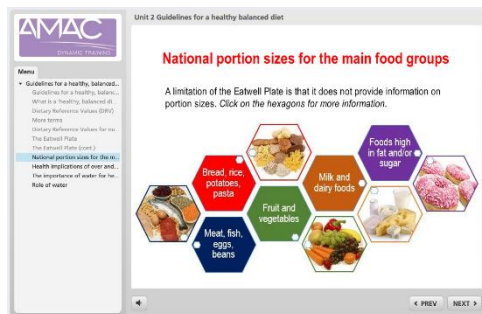 AMAC
DYNAMIC TRAINING
Unit 2 Guidelines for a healthy balanced diet
Menu
Guidelines for a healthy, balanced...
Guidelines for a healthy, balanc...
What is a 'healthy, balanced di...
Dietary Reference Values (DRV)
More terms
Dietary Reference Values for nu...
The Eatwell Plate
The Eatwell Plate (cont.)
National portion sizes for the m...
Health implications of over and...
The importance of water for he...
Role of water
National portion sizes for the main food groups
A limitation of the Eatwell Plate is that it does not provide information on
portion sizes. Click on the hexagons for more information.
Bread, rice,
potatoes,
pasta
Milk and
dairy foods
Foods high
in fat and/or
sugar
Meat, fish,
eggs,
beans
Fruit and
vegetables
< PREV
NEXT >